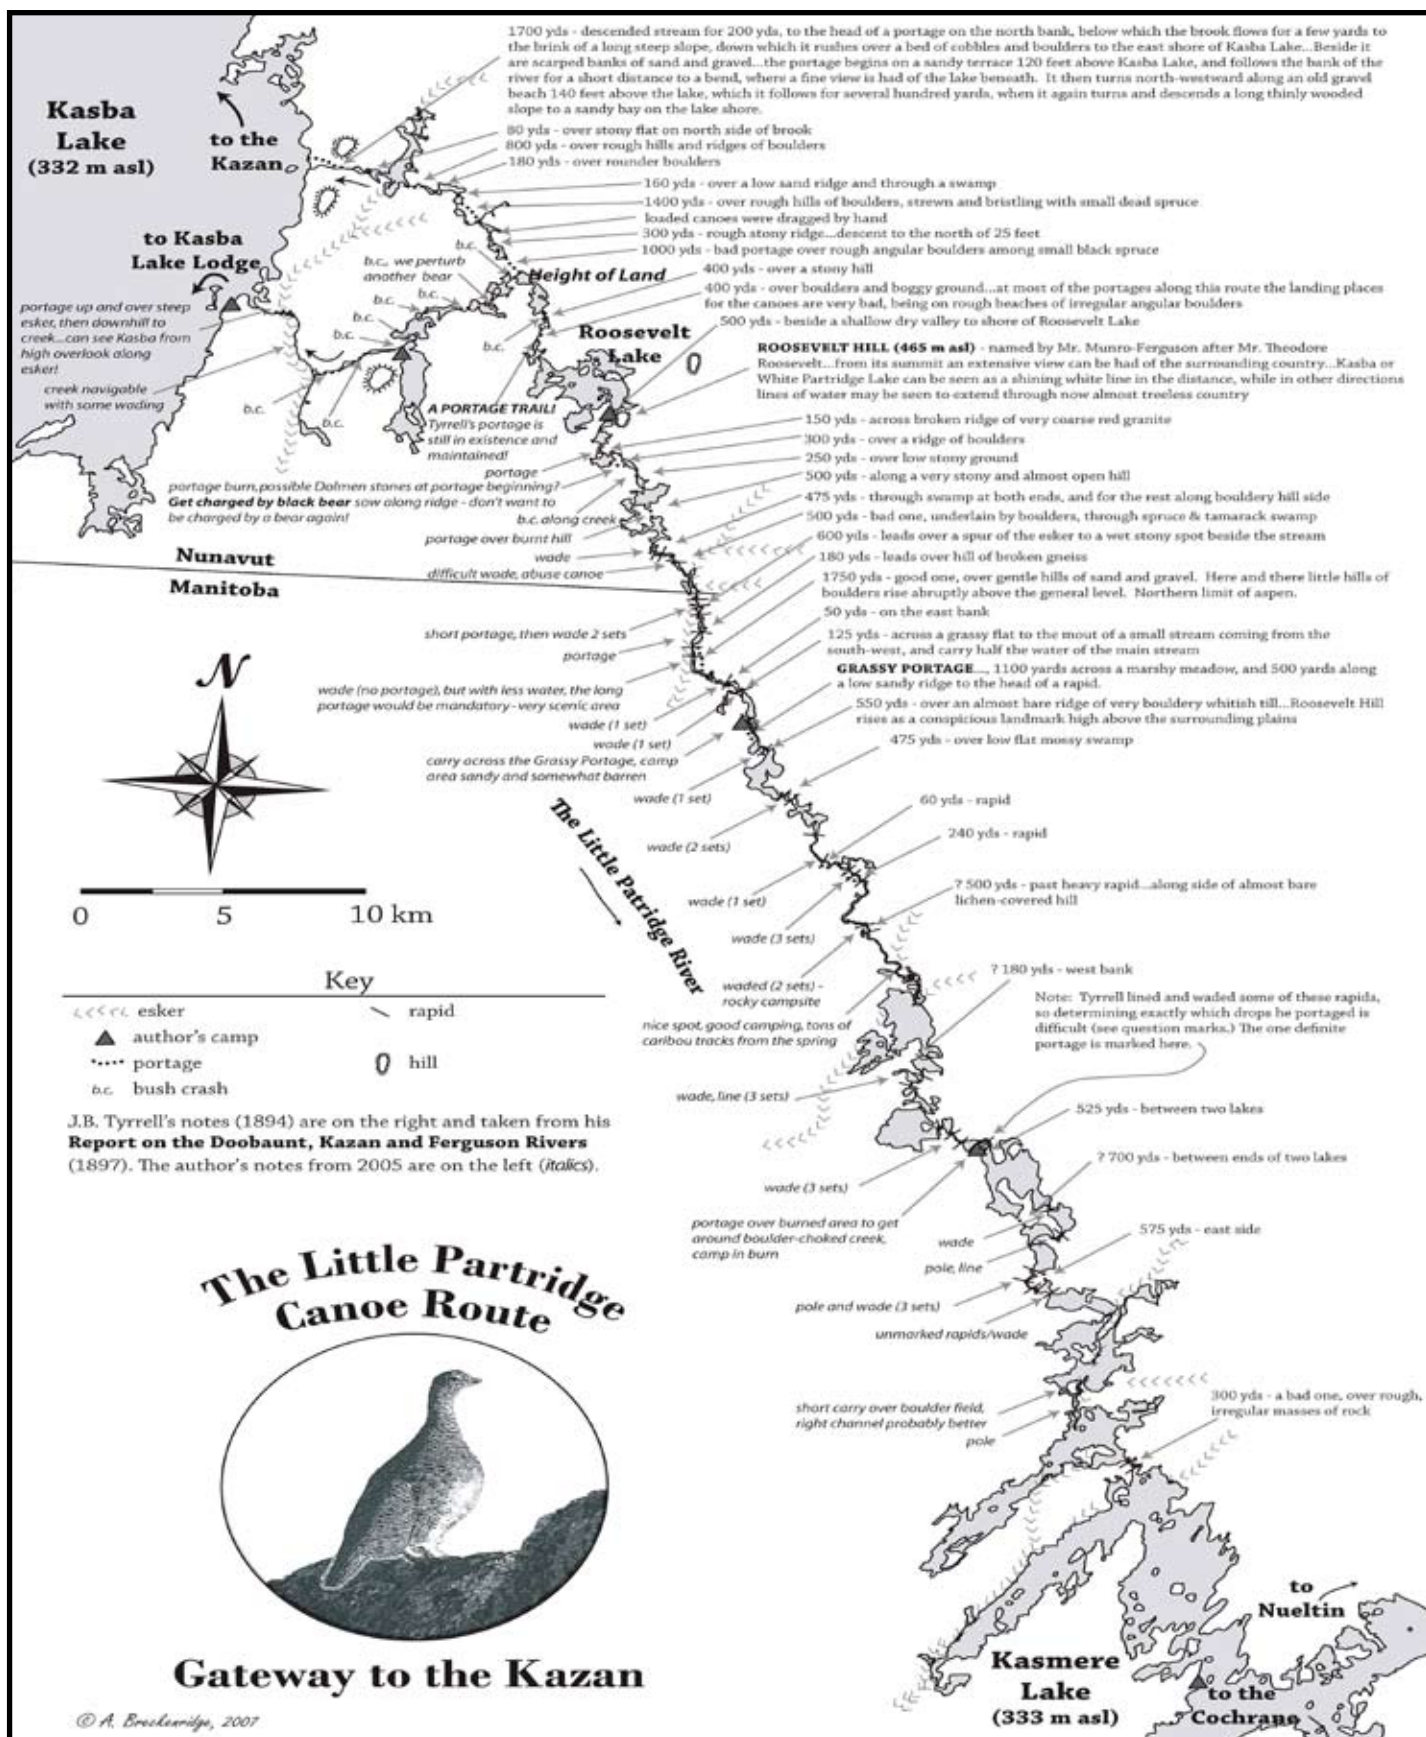 1700 yds - descended stream for 200 yds, to the head of a portage on the north bank, below which the brook flows for a few yards to
the brink of a long steep slope, down which it rushes over a bed of cobbles and boulders to the east shore of Kasba Lake...Beside it
are scarped banks of sand and gravel...the portage begins on a sandy terrace 120 feet above Kasba Lake, and follows the bank of the
river for a short distance to a bend, where a fine view is had of the lake beneath. It then turns north-westward along an old gravel
beach 140 feet above the lake, which it follows for several hundred yards, when it again turns and descends a long thinly wooded
slope to a sandy bay on the lake shore.
Kasba
Lake
(332 m asl)
to the
Kazan
80 yds - over stony flat on north side of brook
800 yds - over rough hills and ridges of boulders
180 yds - over rounder boulders
160 yds - over a low sand ridge and through a swamp
1400 yds - over rough hills of boulders, strewn and bristling with small dead spruce
loaded canoes were dragged by hand
300 yds - rough stony ridge...descent to the north of 25 feet
1000 yds - bad portage over rough angular boulders among small black spruce
to Kasba
Lake Lodge
b.c.
b.c., we perturb
another bear
Height of Land
400 yds - over a stony hill
400 yds - over boulders and boggy ground...at most of the portages along this route the landing places
for the canoes are very bad, being on rough beaches of irregular angular boulders
500 yds - beside a shallow dry valley to shore of Roosevelt Lake
b.c.
b.c.
b.c.
b.c.
b.c.
portage up and over steep
esker, then downhill to
creek...can see Kasba from
high overlook along
esker!
creek navigable
with some wading
Roosevelt
Lake
ROOSEVELT HILL (465 m asl) - named by Mr. Munro-Ferguson after Mr. Theodore
Roosevelt...from its summit an extensive view can be had of the surrounding country...Kasba or
White Partridge Lake can be seen as a shining white line in the distance, while in other directions
lines of water may be seen to extend through now almost treeless country
b.c.
b.c.
A PORTAGE TRAIL!
Tyrrell's portage is
still in existence and
maintained!
150 yds - across broken ridge of very coarse red granite
300 yds - over a ridge of boulders
250 yds - over low stony ground
500 yds - along a very stony and almost open hill
475 yds - through swamp at both ends, and for the rest along bouldery hill side
500 yds - bad one, underlain by boulders, through spruce & tamarack swamp
600 yds - leads over a spur of the esker to a wet stony spot beside the stream
180 yds - leads over hill of broken gneiss
1750 yds - good one, over gentle hills of sand and gravel. Here and there little hills of
boulders rise abruptly above the general level. Northern limit of aspen.
50 yds - on the east bank
125 yds - across a grassy flat to the mout of a small stream coming from the
south-west, and carry half the water of the main stream
GRASSY PORTAGE..., 1100 yards across a marshy meadow, and 500 yards along
a low sandy ridge to the head of a rapid.
550 yds - over an almost bare ridge of very bouldery whitish till...Roosevelt Hill
rises as a conspicious landmark high above the surrounding plains
475 yds - over low flat mossy swamp
portage
portage burn, possible Dolmen stones at portage beginning?
Get charged by black bear sow along ridge - don't want to
be charged by a bear again!
b.c. along creek
portage over burnt hill
wade
difficult wade, abuse canoe
Nunavut
Manitoba
short portage, then wade 2 sets
portage
wade (no portage), but with less water, the long
portage would be mandatory - very scenic area
wade (1 set)
wade (1 set)
carry across the Grassy Portage, camp
area sandy and somewhat barren
wade (1 set)
N
0 5 10 km
The Little Patridge River
wade (2 sets)
60 yds - rapid
240 yds - rapid
wade (1 set)
? 500 yds - past heavy rapid...along side of almost bare
lichen-covered hill
wade (3 sets)
waded (2 sets) -
rocky campsite
? 180 yds - west bank
nice spot, good camping, tons of
caribou tracks from the spring
Note: Tyrrell lined and waded some of these rapids,
so determining exactly which drops he portaged is
difficult (see question marks.) The one definite
portage is marked here.
Key
esker
rapid
author's camp
portage
hill
b.c. bush crash
wade, line (3 sets)
525 yds - between two lakes
J.B. Tyrrell's notes (1894) are on the right and taken from his
Report on the Doobaunt, Kazan and Ferguson Rivers
(1897). The author's notes from 2005 are on the left (italics).
? 700 yds - between ends of two lakes
wade (3 sets)
portage over burned area to get
around boulder-choked creek,
camp in burn
wade
575 yds - east side
pole, line
pole and wade (3 sets)
unmarked rapids/wade
The Little Partridge
Canoe Route
short carry over boulder field,
right channel probably better
pole
300 yds - a bad one, over rough,
irregular masses of rock
Gateway to the Kazan
to
Nueltin
Kasmere
Lake
(333 m asl)
to the
Cochrane
© A. Breckenridge, 2007